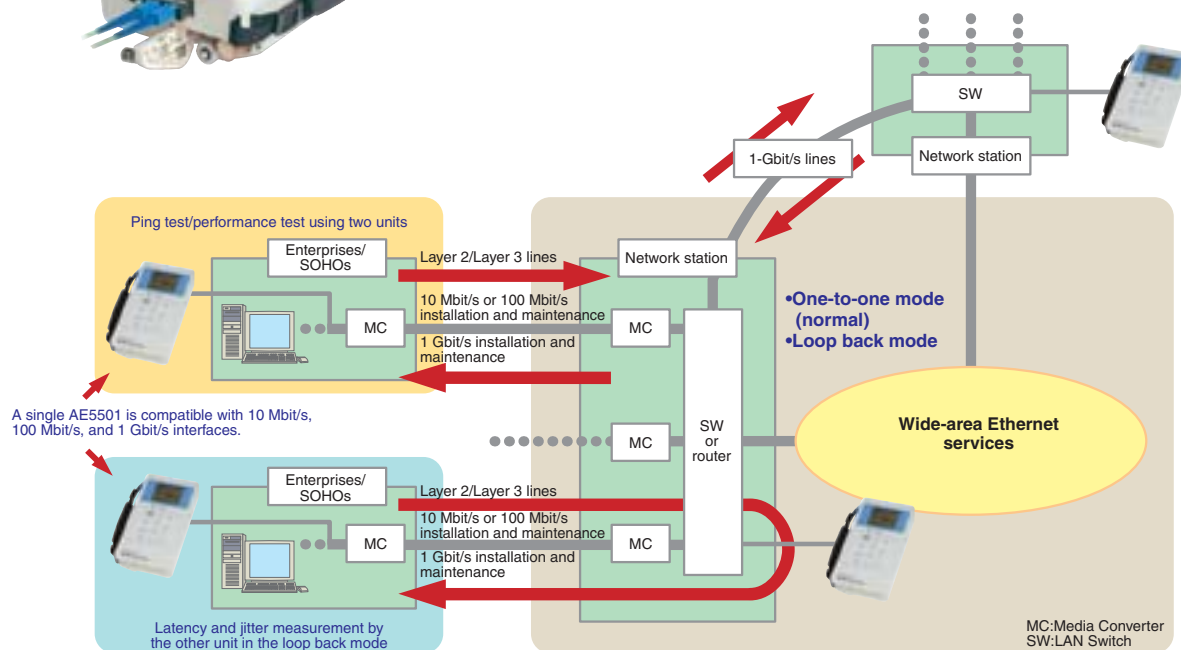 SW
Network station
1-Gbit/s lines
Ping test/performance test using two units
Enterprises/
SOHOs
Layer 2/Layer 3 lines
10 Mbit/s or 100 Mbit/s
installation and maintenance
MC
1 Gbit/s installation and
maintenance
Network station
MC
•One-to-one mode
(normal)
•Loop back mode
A single AE5501 is compatible with 10 Mbit/s,
100 Mbit/s, and 1 Gbit/s interfaces.
MC
SW
or
router
Wide-area Ethernet
services
Enterprises/
SOHOs
Layer 2/Layer 3 lines
10 Mbit/s or 100 Mbit/s
installation and maintenance
MC
1 Gbit/s installation and
maintenance
MC
Latency and jitter measurement by
the other unit in the loop back mode
MC:Media Converter
SW:LAN Switch